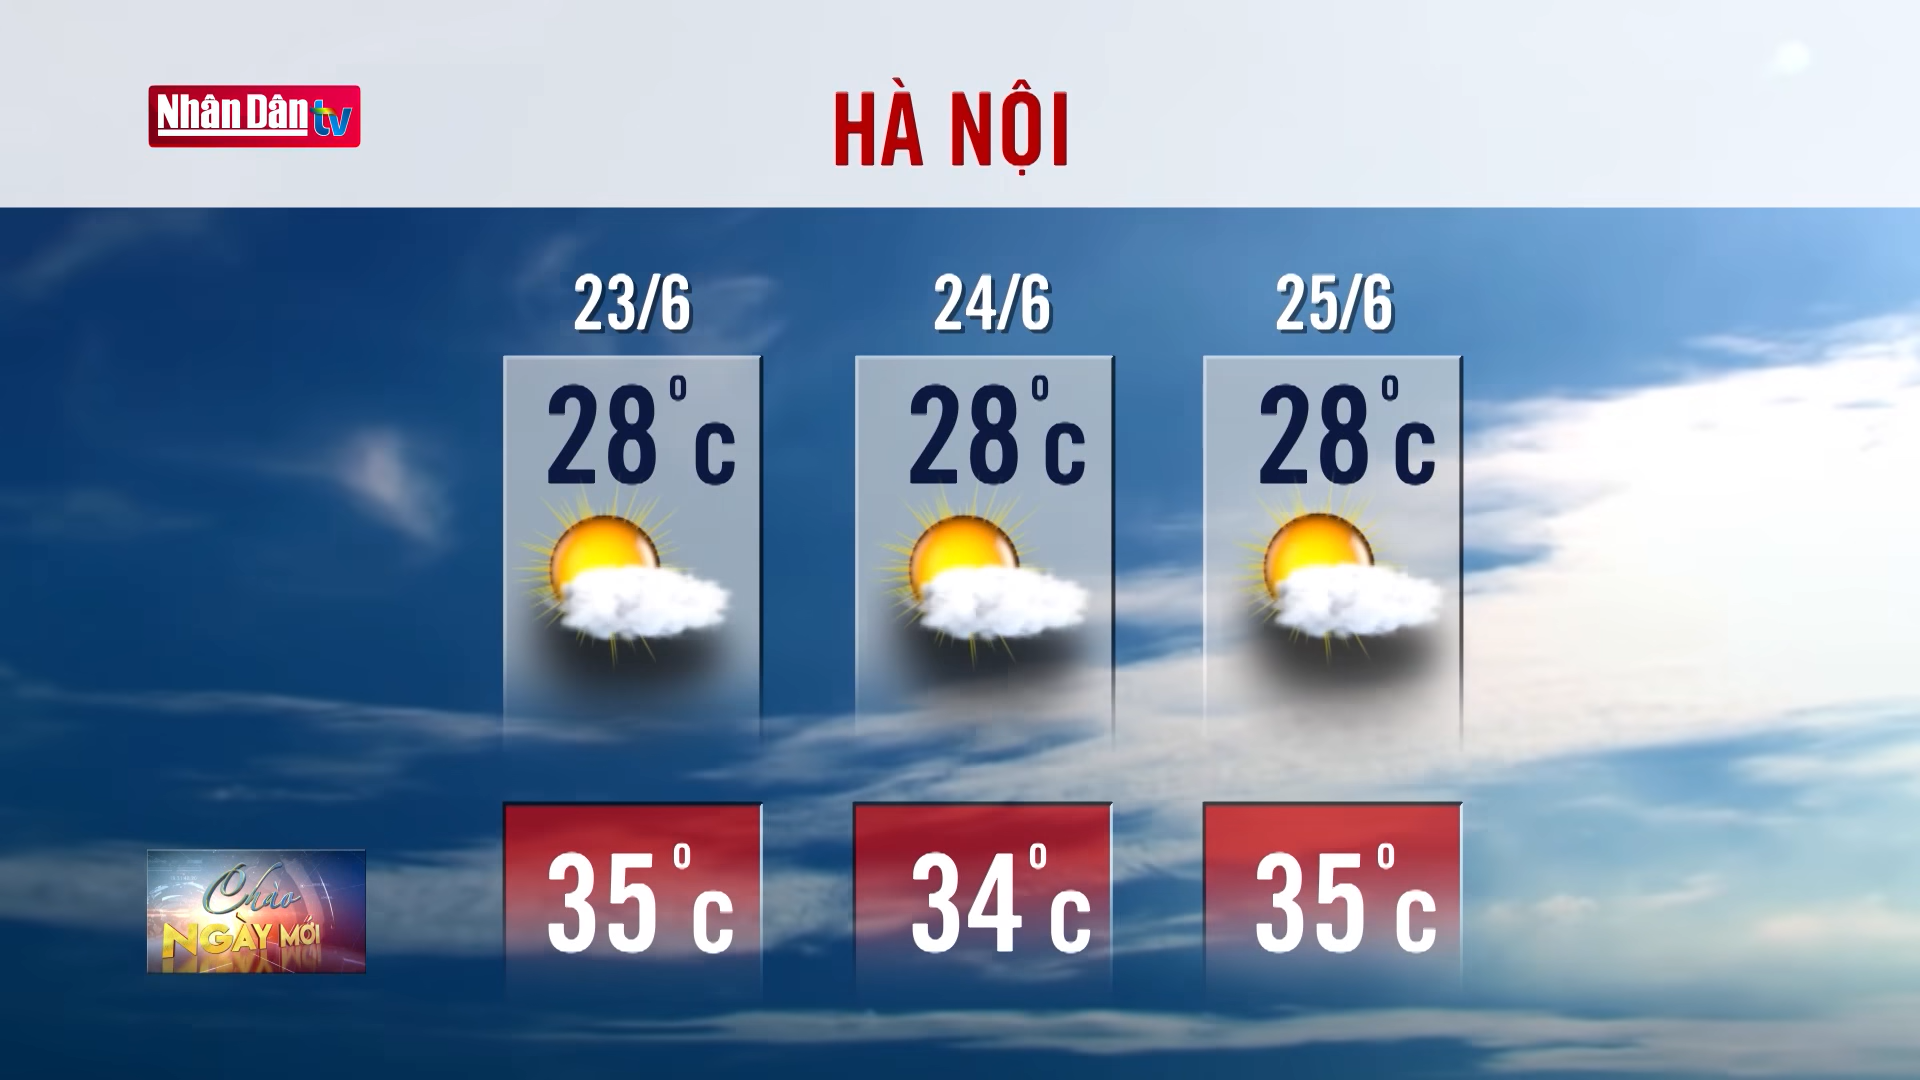 Nhân Dân tv
HÀ NỘI
23/6 24/6 25/6
28°C 28°C 28°C
35°C 34°C 35°C
Chào
NGÀY MỚI